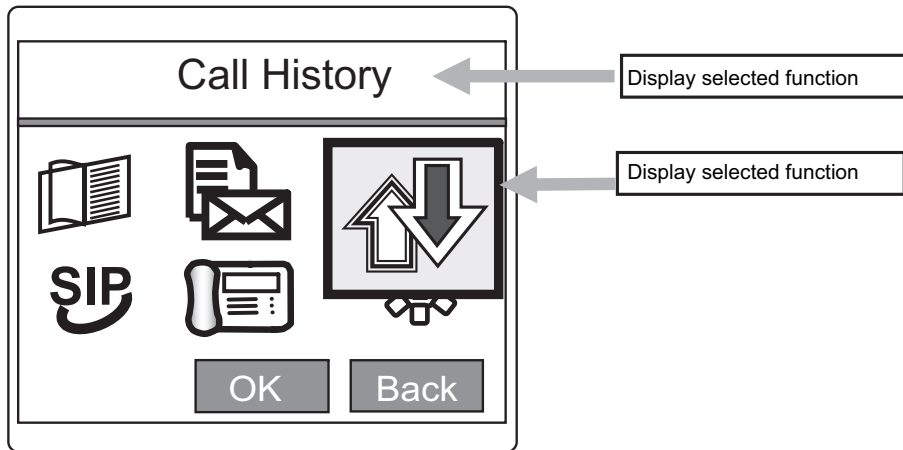 Call History
Display selected function
Display selected function
SIP
OK Back